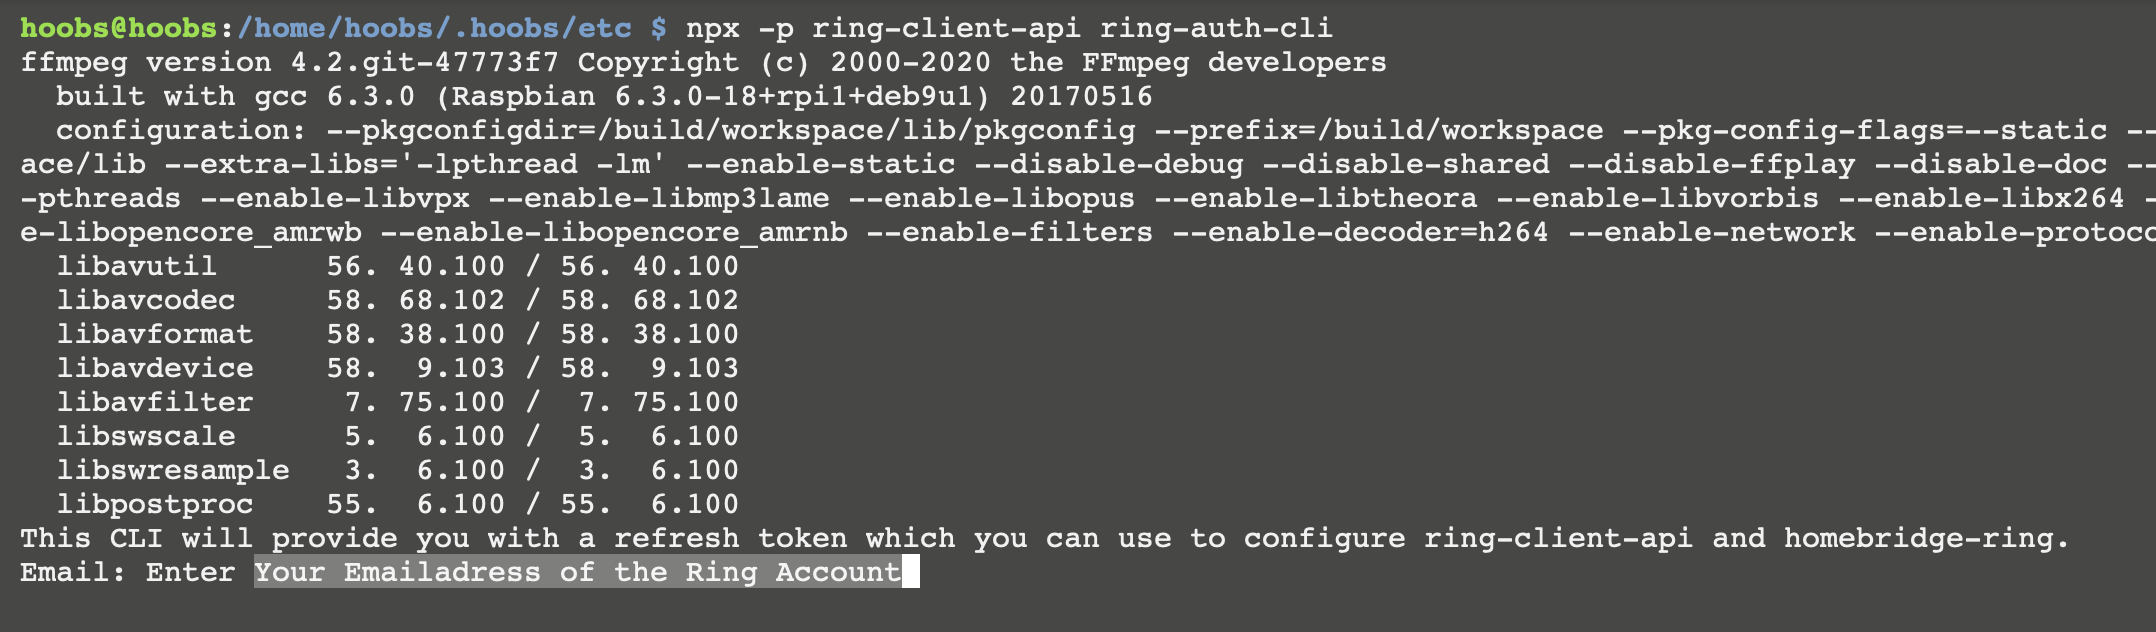 hoobs@hoobs:/home/hoobs/.hoobs/etc $ npx -p ring-client-api ring-auth-cli
ffmpeg version 4.2.git-47773f7 Copyright (c) 2000-2020 the FFmpeg developers
  built with gcc 6.3.0 (Raspbian 6.3.0-18+rpi1+deb9u1) 20170516
  configuration: --pkgconfigdir=/build/workspace/lib/pkgconfig --prefix=/build/workspace --pkg-config-flags=--static --
ace/lib --extra-libs='-lpthread -lm' --enable-static --disable-debug --disable-shared --disable-ffplay --disable-doc --
-pthreads --enable-libvpx --enable-libmp3lame --enable-libopus --enable-libtheora --enable-libvorbis --enable-libx264 -
e-libopencore_amrwb --enable-libopencore_amrnb --enable-filters --enable-decoder=h264 --enable-network --enable-protoco
  libavutil      56. 40.100 / 56. 40.100
  libavcodec     58. 68.102 / 58. 68.102
  libavformat    58. 38.100 / 58. 38.100
  libavdevice    58.  9.103 / 58.  9.103
  libavfilter     7. 75.100 /  7. 75.100
  libswscale      5.  6.100 /  5.  6.100
  libswresample   3.  6.100 /  3.  6.100
  libpostproc    55.  6.100 / 55.  6.100
This CLI will provide you with a refresh token which you can use to configure ring-client-api and homebridge-ring.
Email: Enter Your Emailadress of the Ring Account